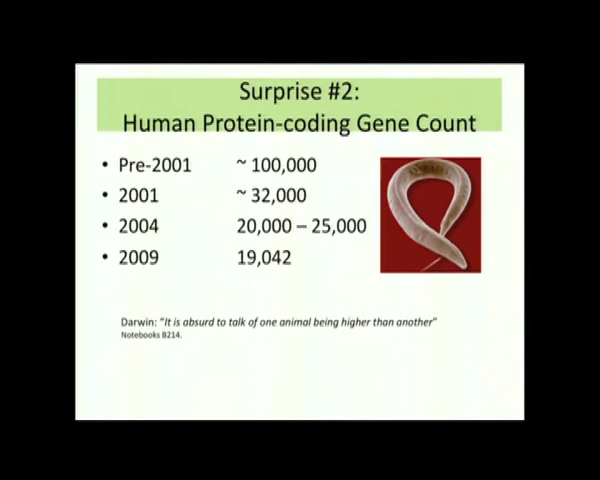 Surprise #2:
Human Protein-coding Gene Count
• Pre-2001 ~ 100,000
• 2001 ~ 32,000
• 2004 20,000 – 25,000
• 2009 19,042
Darwin: "It is absurd to talk of one animal being higher than another"
Notebooks B214.